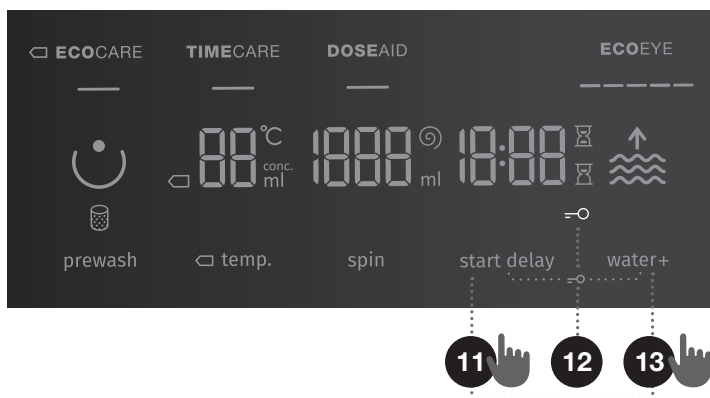 ECOCARE TIMECARE DOSEAID ECOEYE
88 °C conc. ml 1888 ml 18:88
prewash temp. spin start delay water+
11 12 13